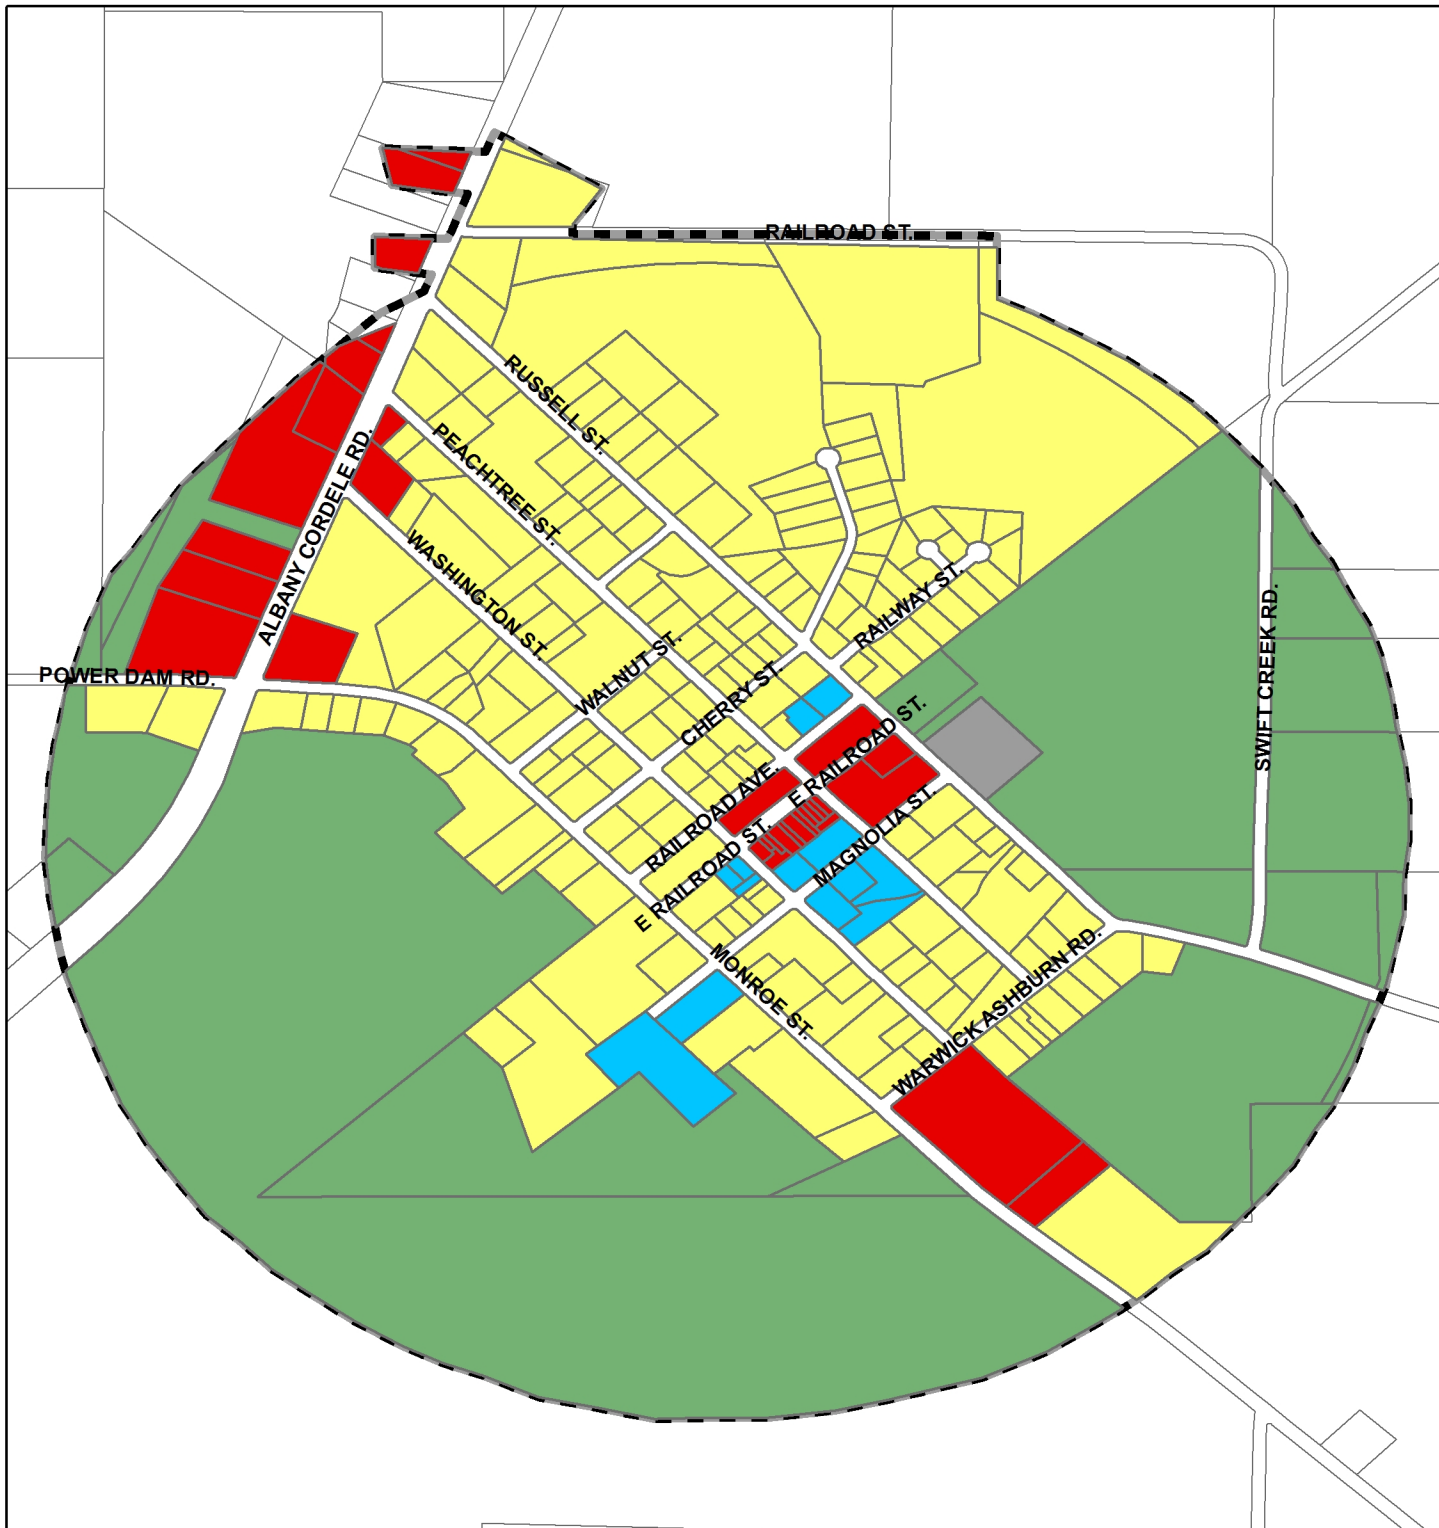 RAILROAD ST.
RUSSELL ST.
PEACHTREE ST.
ALBANY CORDELE RD.
WASHINGTON ST.
RAILWAY ST.
SWIFT CREEK RD.
WALNUT ST.
POWER DAM RD.
CHERRY ST.
E RAILROAD ST.
RAILROAD AVE.
MAGNOLIA ST.
E RAILROAD ST.
MONROE ST.
WARWICK ASHBURN RD.